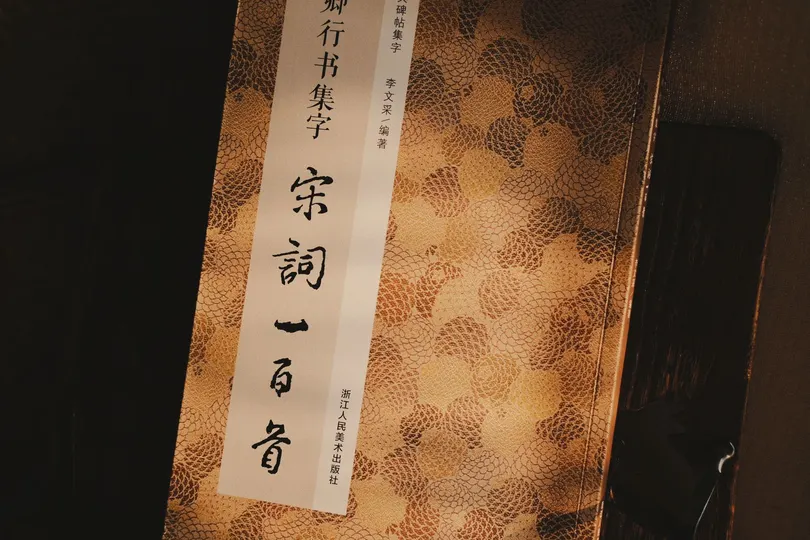 卿行书集字
宋詞一百首
碑帖集字
李文采/编著
浙江人民美术出版社